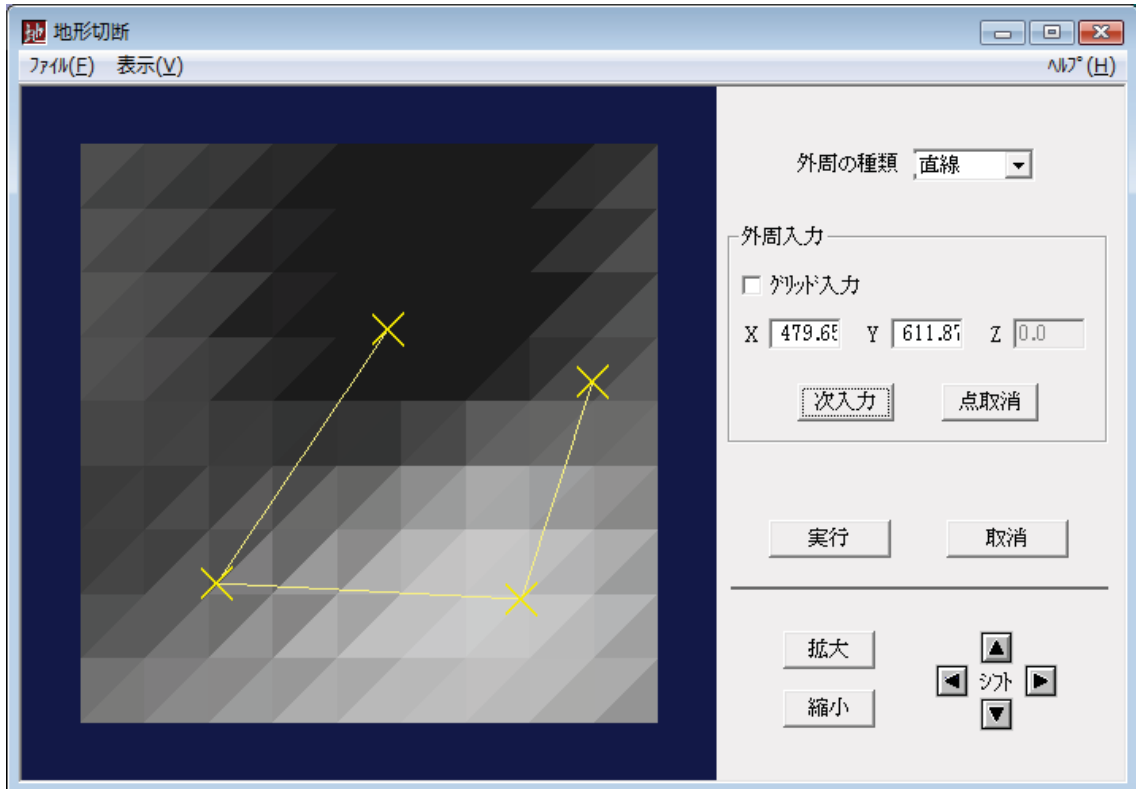 地 地形切断
ﾌｧｲﾙ(F) 表示(V) ﾍﾙﾌﾟ(H)
外周の種類 直線
外周入力
ｸﾞﾘｯﾄﾞ入力
X 479.65 Y 611.87 Z 0.0
次入力 点取消
実行 取消
拡大
ｼﾌﾄ
縮小